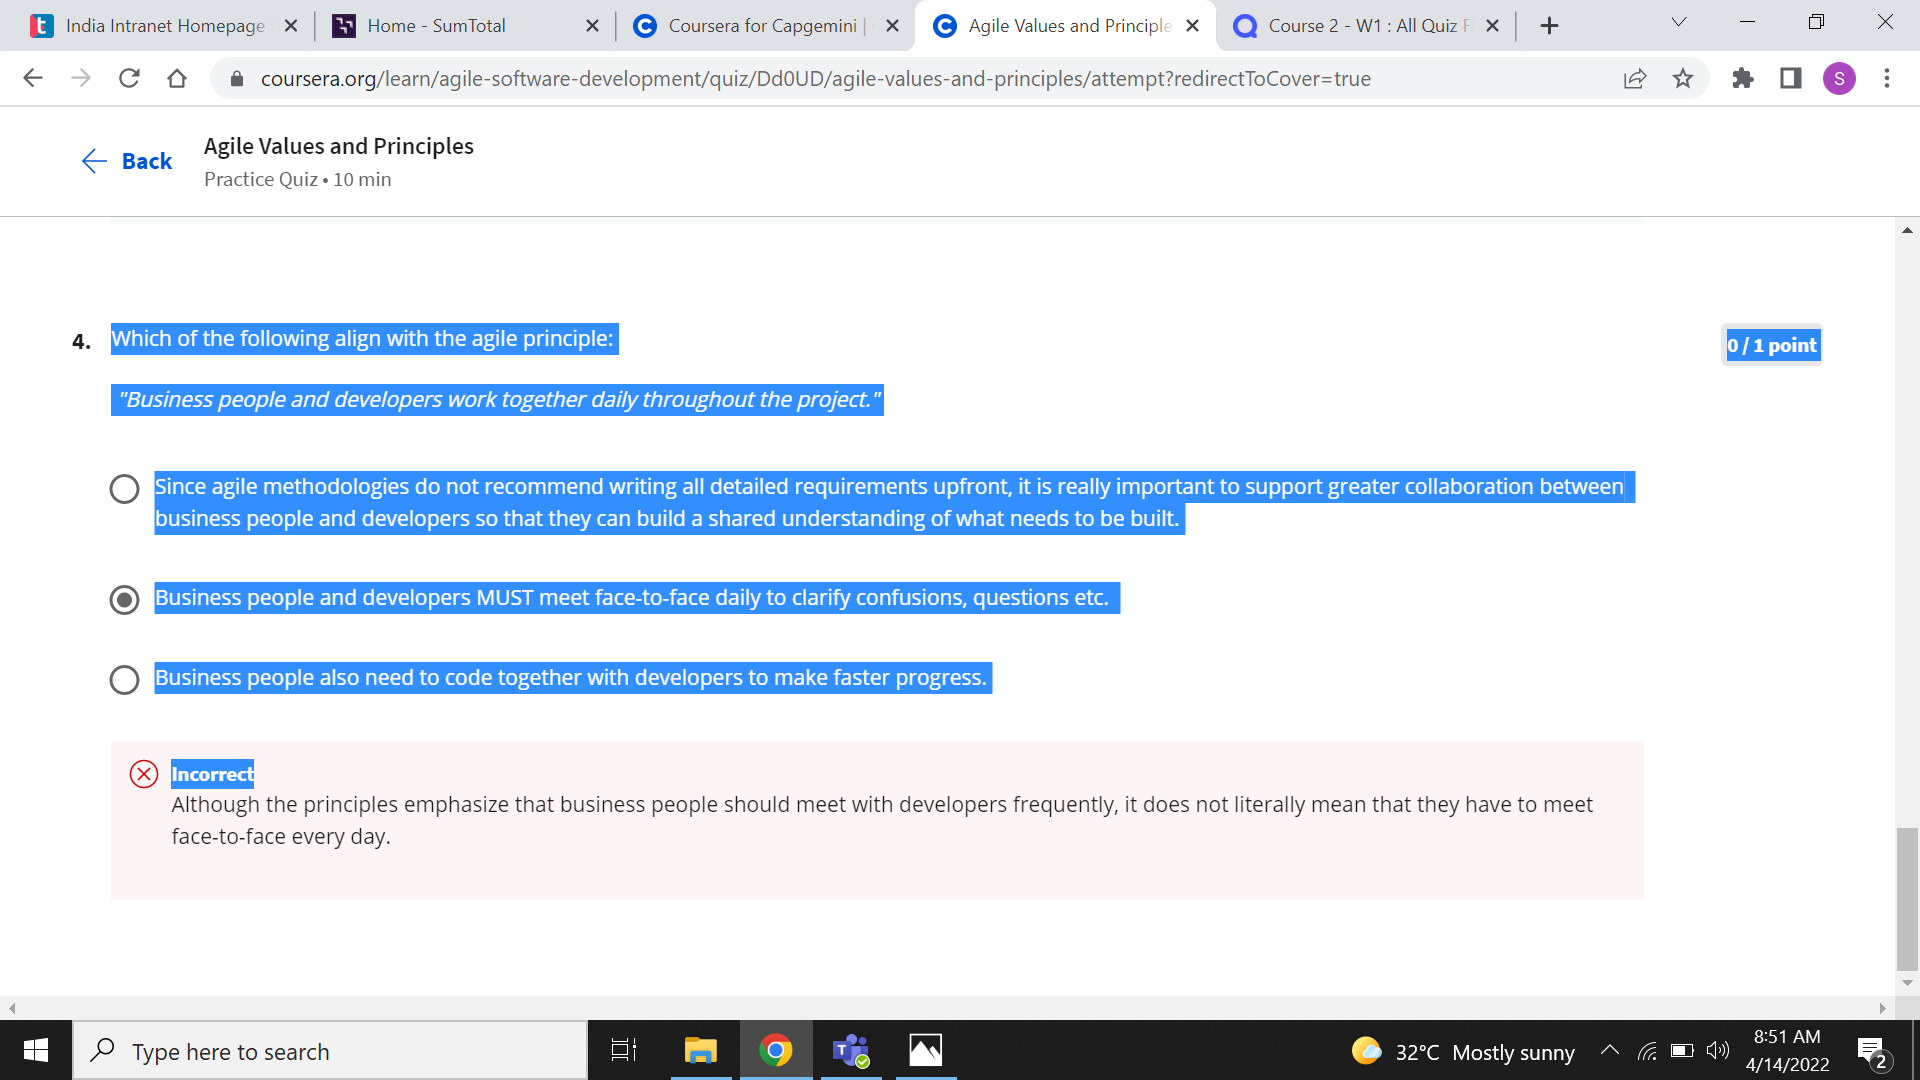 India Intranet Homepage
Home - SumTotal
Coursera for Capgemini |
Agile Values and Principle
Course 2 - W1 : All Quiz F
coursera.org/learn/agile-software-development/quiz/Dd0UD/agile-values-and-principles/attempt?redirectToCover=true
S
Back
Agile Values and Principles
Practice Quiz • 10 min
4. Which of the following align with the agile principle:
0 / 1 point
"Business people and developers work together daily throughout the project."
Since agile methodologies do not recommend writing all detailed requirements upfront, it is really important to support greater collaboration between
business people and developers so that they can build a shared understanding of what needs to be built.
Business people and developers MUST meet face-to-face daily to clarify confusions, questions etc.
Business people also need to code together with developers to make faster progress.
Incorrect
Although the principles emphasize that business people should meet with developers frequently, it does not literally mean that they have to meet
face-to-face every day.
Type here to search
32°C Mostly sunny
8:51 AM
4/14/2022
2